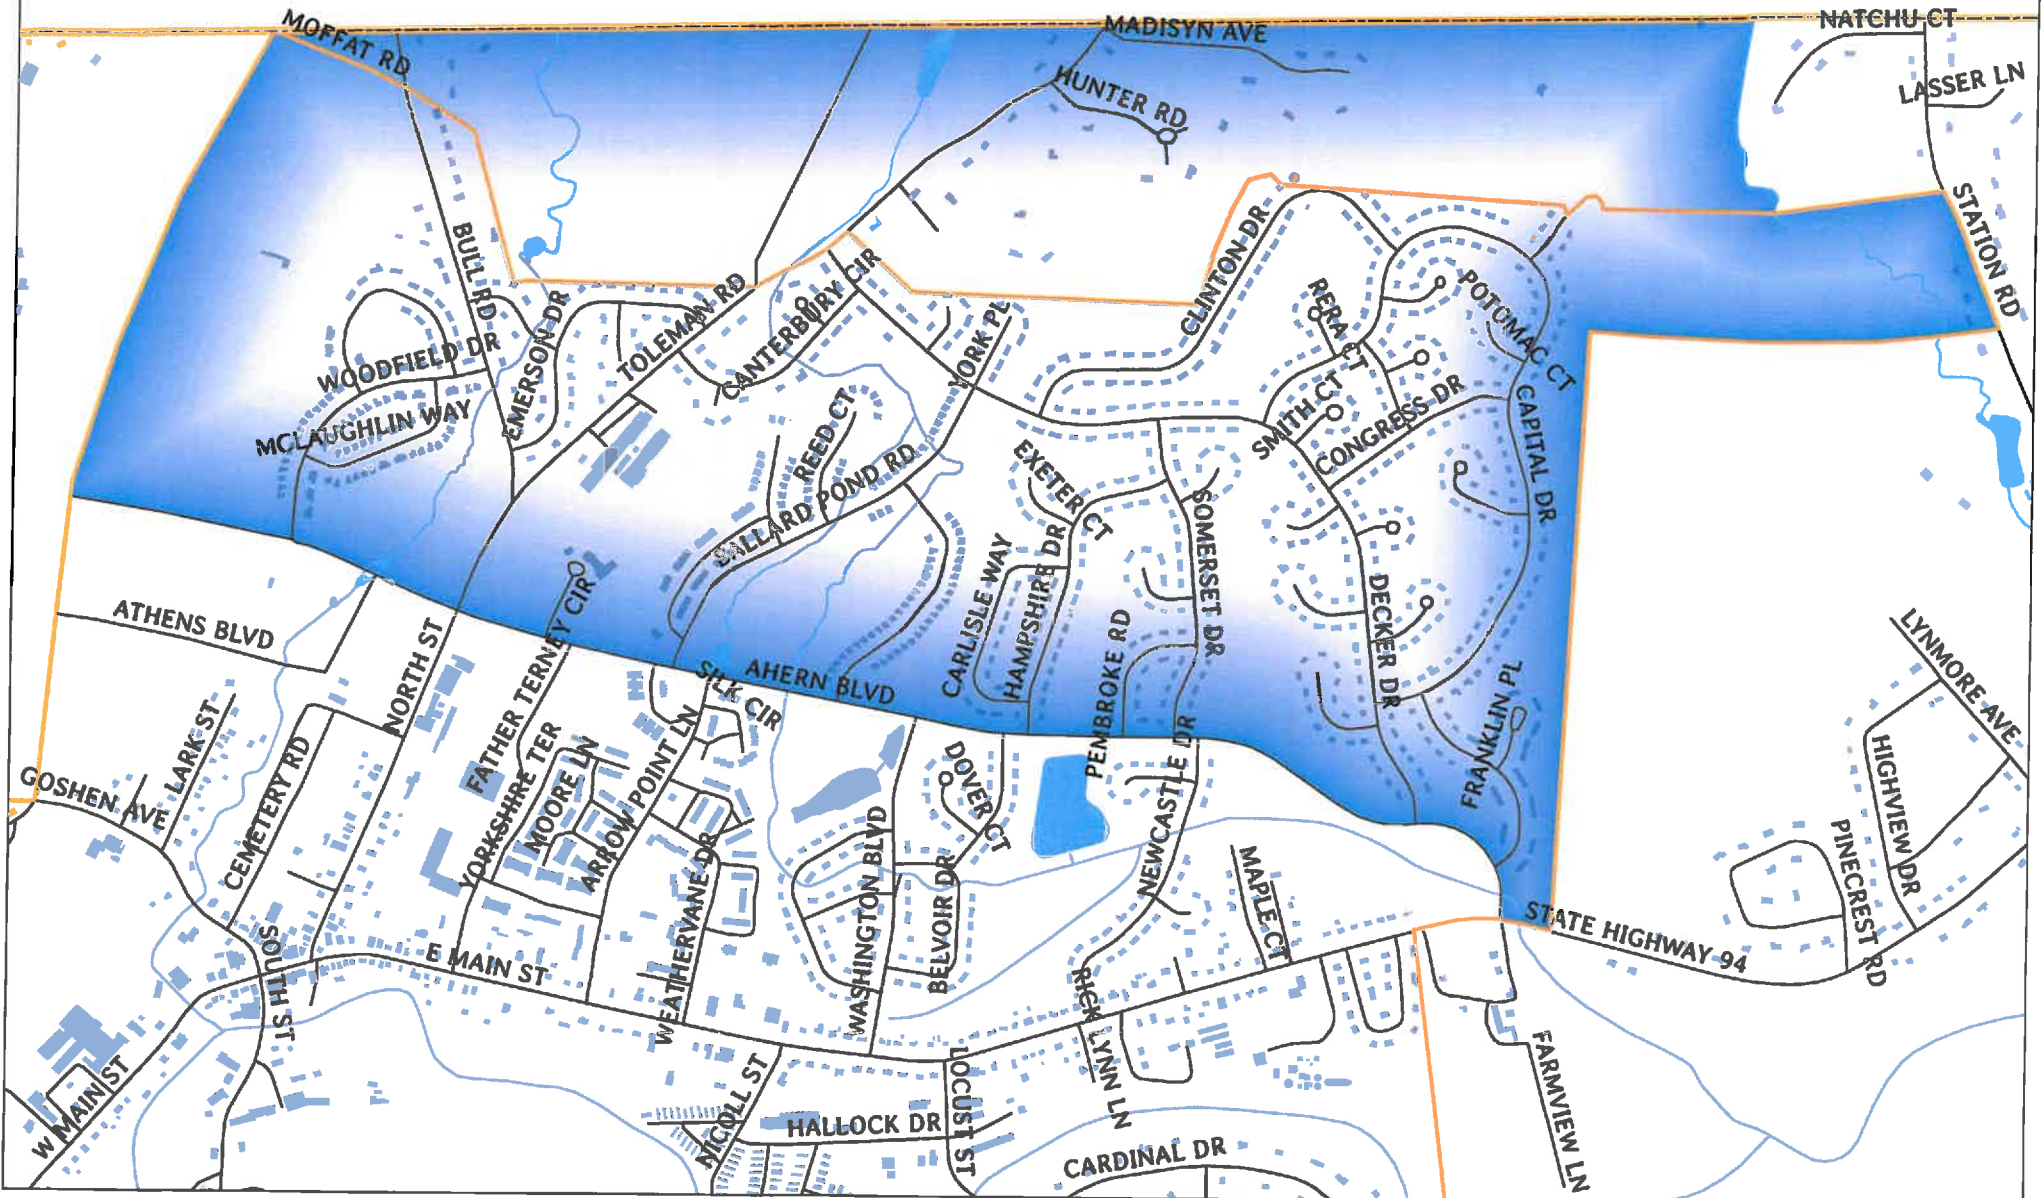 MOFFAT RD
MADISYN AVE
NATCHU CT
LASSER LN
HUNTER RD
STATION RD
BULL RD
CLINTON DR
RERA CT
POTOMAC CT
EMERSON DR
TOLEMAN RD
CANTERBURY CIR
YORK PL
WOODFIELD DR
MCLAUGHLIN WAY
REED CT
SMITH CT
CONGRESS DR
CAPITAL DR
BALLARD POND RD
EXETER CT
SOMERSET DR
CARLISLE WAY
HAMPSHIRE DR
DECKER DR
ATHENS BLVD
NORTH ST
FATHER TIERNEY CIR
SILK CIR
AHERN BLVD
PEMBROKE RD
FRANKLIN PL
LYNMORE AVE
LARK ST
GOSHEN AVE
CEMETERY RD
YORKSHIRE TER
MOORE LN
ARROW POINT LN
DOVER CT
NEWCASTLE DR
HIGHVIEW DR
PINECREST RD
WEATHERVANE DR
WASHINGTON BLVD
BELVOIR DR
MAPLE CT
STATE HIGHWAY 94
SOUTH ST
E MAIN ST
RICK LYNN LN
FARMVIEW LN
W MAIN ST
NICOLL ST
HALLOCK DR
LOCUST ST
CARDINAL DR